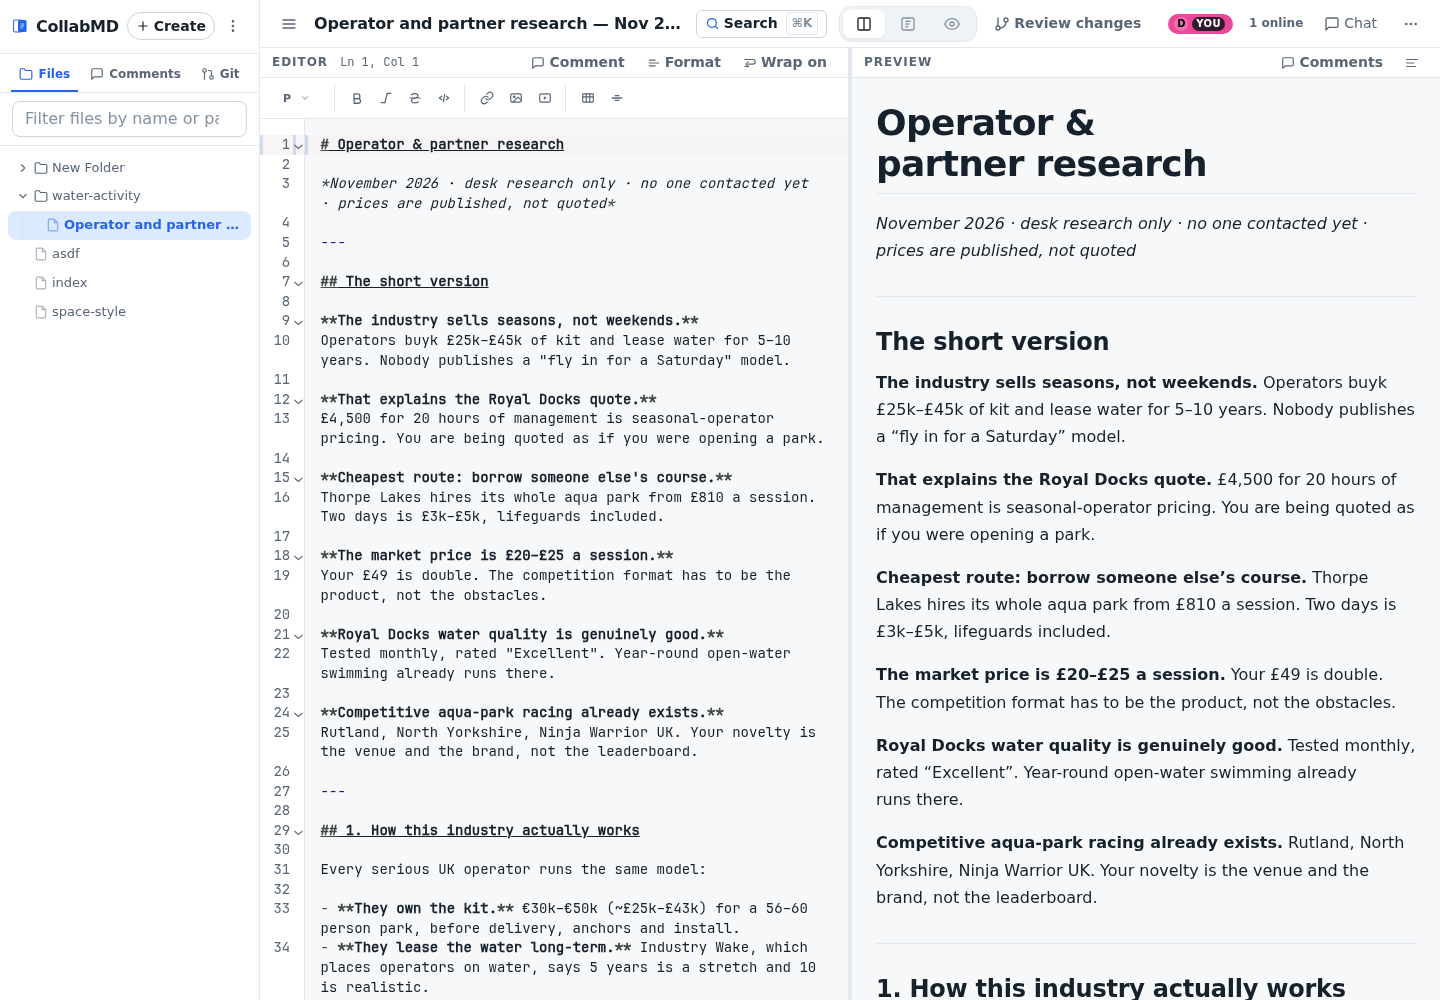 CollabMD
Create
Operator and partner research — Nov 2...
Search ⌘K
Review changes
D YOU
1 online
Chat
Files
Comments
Git
Filter files by name or pa
New Folder
water-activity
Operator and partner ...
asdf
index
space-style
EDITOR Ln 1, Col 1
Comment
Format
Wrap on
P
B
1 # Operator & partner research
2
3 *November 2026 · desk research only · no one contacted yet
· prices are published, not quoted*
4
5 ---
6
7 ## The short version
8
9 **The industry sells seasons, not weekends.**
10 Operators buyk £25k–£45k of kit and lease water for 5–10
years. Nobody publishes a "fly in for a Saturday" model.
11
12 **That explains the Royal Docks quote.**
13 £4,500 for 20 hours of management is seasonal-operator
pricing. You are being quoted as if you were opening a park.
14
15 **Cheapest route: borrow someone else's course.**
16 Thorpe Lakes hires its whole aqua park from £810 a session.
Two days is £3k–£5k, lifeguards included.
17
18 **The market price is £20–£25 a session.**
19 Your £49 is double. The competition format has to be the
product, not the obstacles.
20
21 **Royal Docks water quality is genuinely good.**
22 Tested monthly, rated "Excellent". Year-round open-water
swimming already runs there.
23
24 **Competitive aqua-park racing already exists.**
25 Rutland, North Yorkshire, Ninja Warrior UK. Your novelty is
the venue and the brand, not the leaderboard.
26
27 ---
28
29 ## 1. How this industry actually works
30
31 Every serious UK operator runs the same model:
32
33 - **They own the kit.** €30k–€50k (~£25k–£43k) for a 56–60
person park, before delivery, anchors and install.
34 - **They lease the water long-term.** Industry Wake, which
places operators on water, says 5 years is a stretch and 10
is realistic.
PREVIEW
Comments
Operator &
partner research
November 2026 · desk research only · no one contacted yet ·
prices are published, not quoted
The short version
The industry sells seasons, not weekends. Operators buyk
£25k–£45k of kit and lease water for 5–10 years. Nobody publishes
a “fly in for a Saturday” model.
That explains the Royal Docks quote. £4,500 for 20 hours of
management is seasonal-operator pricing. You are being quoted as
if you were opening a park.
Cheapest route: borrow someone else’s course. Thorpe
Lakes hires its whole aqua park from £810 a session. Two days is
£3k–£5k, lifeguards included.
The market price is £20–£25 a session. Your £49 is double.
The competition format has to be the product, not the obstacles.
Royal Docks water quality is genuinely good. Tested monthly,
rated “Excellent”. Year-round open-water swimming already
runs there.
Competitive aqua-park racing already exists. Rutland, North
Yorkshire, Ninja Warrior UK. Your novelty is the venue and the
brand, not the leaderboard.
1. How this industry actually works